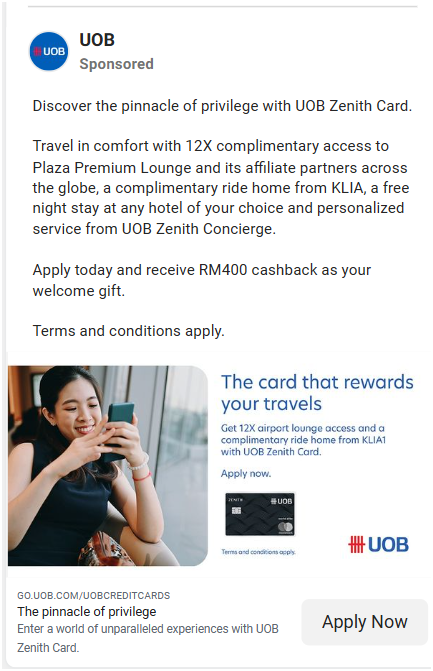 UOB
UOB
Sponsored
Discover the pinnacle of privilege with UOB Zenith Card.
Travel in comfort with 12X complimentary access to
Plaza Premium Lounge and its affiliate partners across
the globe, a complimentary ride home from KLIA, a free
night stay at any hotel of your choice and personalized
service from UOB Zenith Concierge.
Apply today and receive RM400 cashback as your
welcome gift.
Terms and conditions apply.
The card that rewards
your travels
Get 12X airport lounge access and a
complimentary ride home from KLIA1
with UOB Zenith Card.
Apply now.
ZENITH
UOB
Terms and conditions apply.
UOB
GO.UOB.COM/UOBCREDITCARDS
The pinnacle of privilege
Enter a world of unparalleled experiences with UOB
Zenith Card.
Apply Now